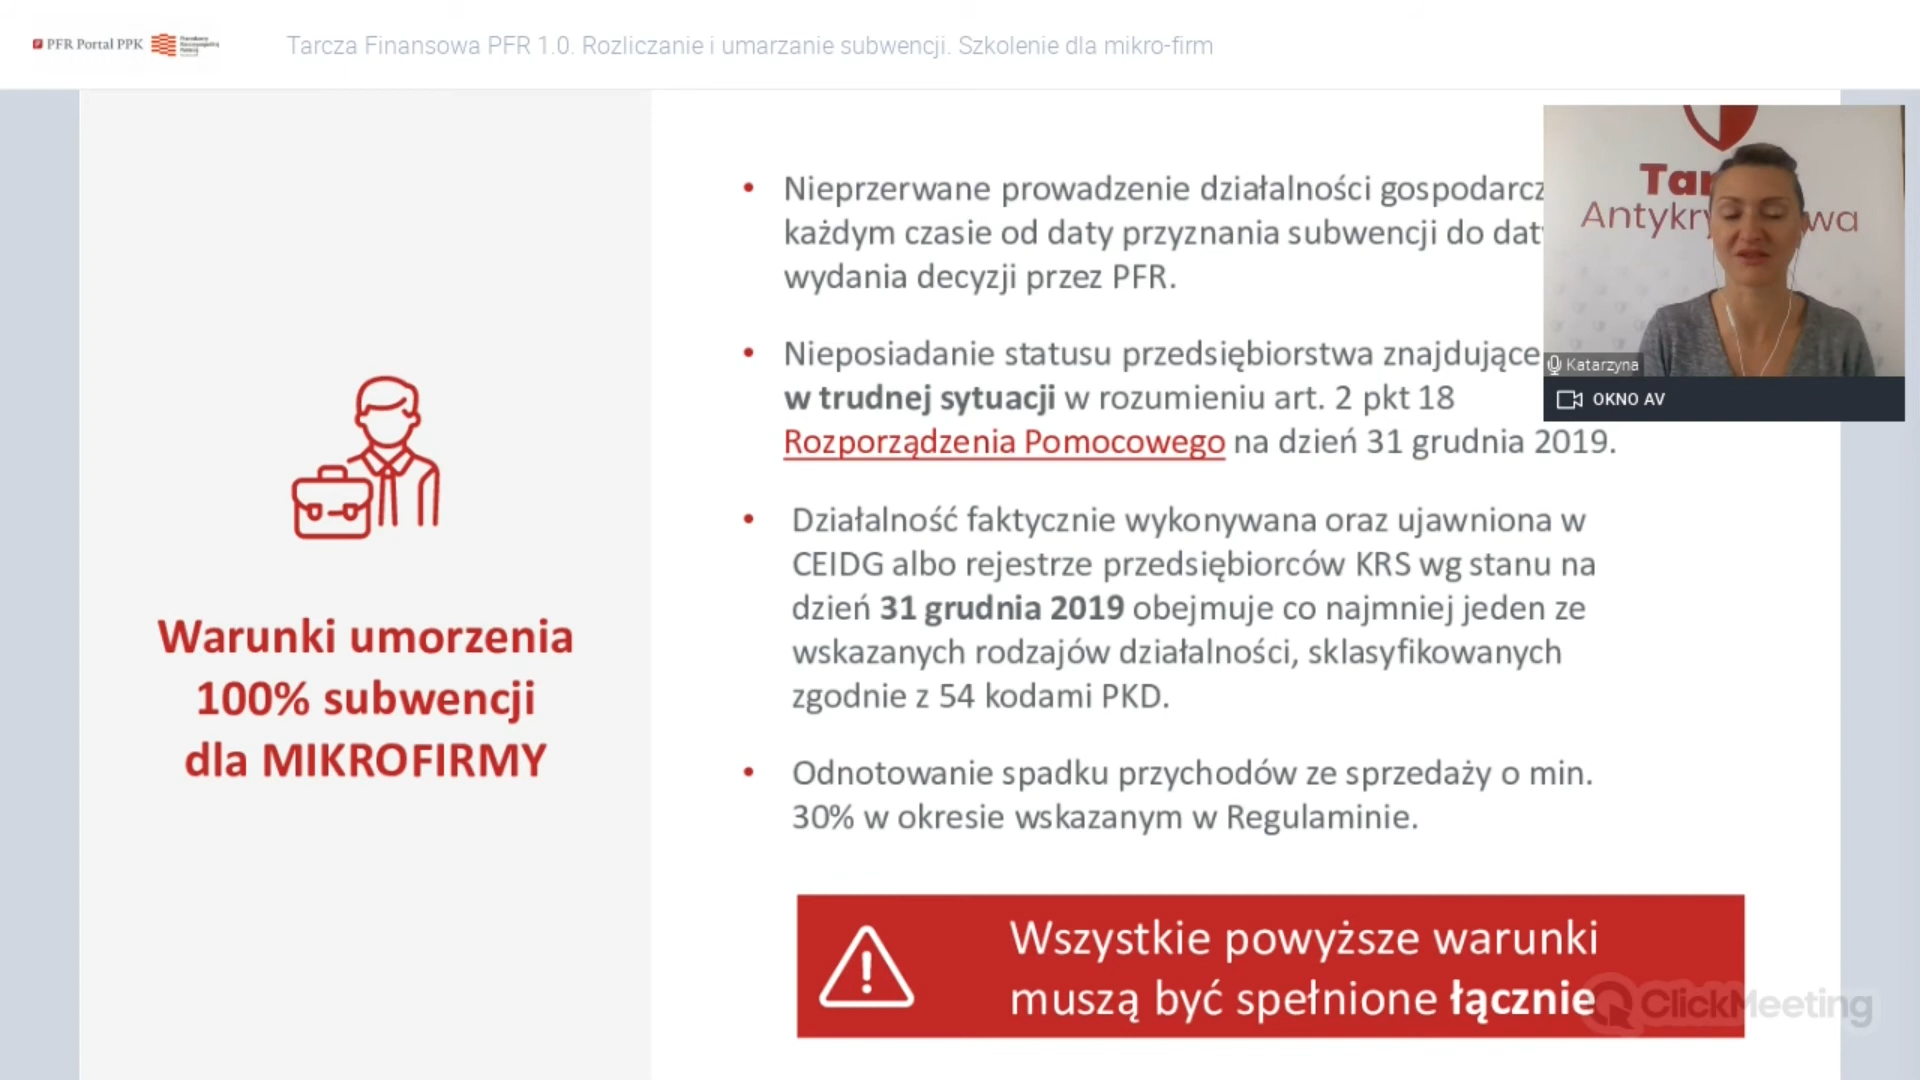 PFR Portal PPK
Tarcza Finansowa PFR 1.0. Rozliczanie i umarzanie subwencji. Szkolenie dla mikro-firm
Warunki umorzenia
100% subwencji
dla MIKROFIRMY
• Nieprzerwane prowadzenie działalności gospodarcz
każdym czasie od daty przyznania subwencji do dat
wydania decyzji przez PFR.
• Nieposiadanie statusu przedsiębiorstwa znajdujące
w trudnej sytuacji w rozumieniu art. 2 pkt 18
Rozporządzenia Pomocowego na dzień 31 grudnia 2019.
• Działalność faktycznie wykonywana oraz ujawniona w
CEIDG albo rejestrze przedsiębiorców KRS wg stanu na
dzień 31 grudnia 2019 obejmuje co najmniej jeden ze
wskazanych rodzajów działalności, sklasyfikowanych
zgodnie z 54 kodami PKD.
• Odnotowanie spadku przychodów ze sprzedaży o min.
30% w okresie wskazanym w Regulaminie.
Wszystkie powyższe warunki
muszą być spełnione łącznie
Tar
Antykr wa
Katarzyna
OKNO AV
ClickMeeting